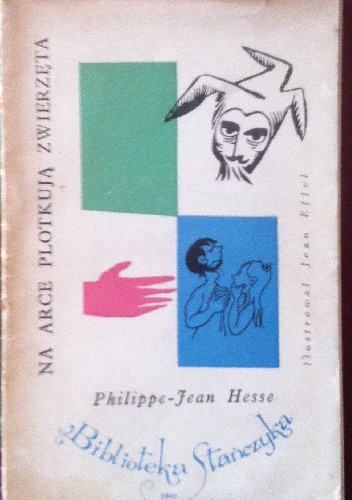 NA ARCE PLOTKUJĄ ZWIERZĘTA
Ilustrował Jean Effel
Philippe-Jean Hesse
Biblioteka Stańczyka